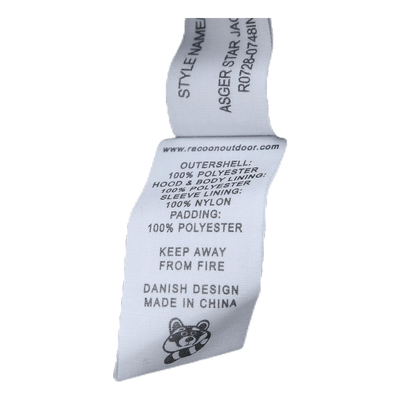 STYLE NAME
ASGER STAR JAC
R0728-0748
www.racoonoutdoor.com
OUTERSHELL:
100% POLYESTER
HOOD & BODY LINING:
100% POLYESTER
SLEEVE LINING:
100% NYLON
PADDING:
100% POLYESTER
KEEP AWAY
FROM FIRE
DANISH DESIGN
MADE IN CHINA